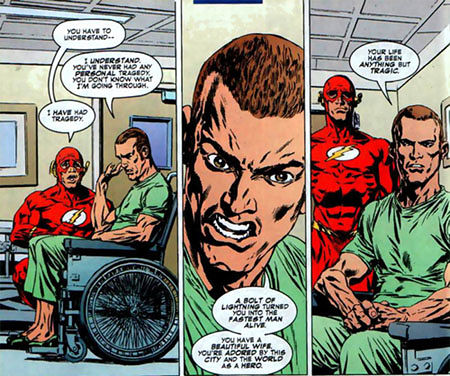 YOU HAVE TO
UNDERSTAND--
I UNDERSTAND.
YOU'VE NEVER HAD ANY
PERSONAL TRAGEDY.
YOU DON'T KNOW WHAT
I'M GOING THROUGH.
I HAVE HAD
TRAGEDY.
A BOLT OF
LIGHTNING TURNED
YOU INTO THE
FASTEST MAN
ALIVE.
YOU HAVE A
BEAUTIFUL WIFE.
YOU'RE ADORED BY THIS
CITY AND THE WORLD
AS A HERO.
YOUR LIFE
HAS BEEN
ANYTHING BUT
TRAGIC.